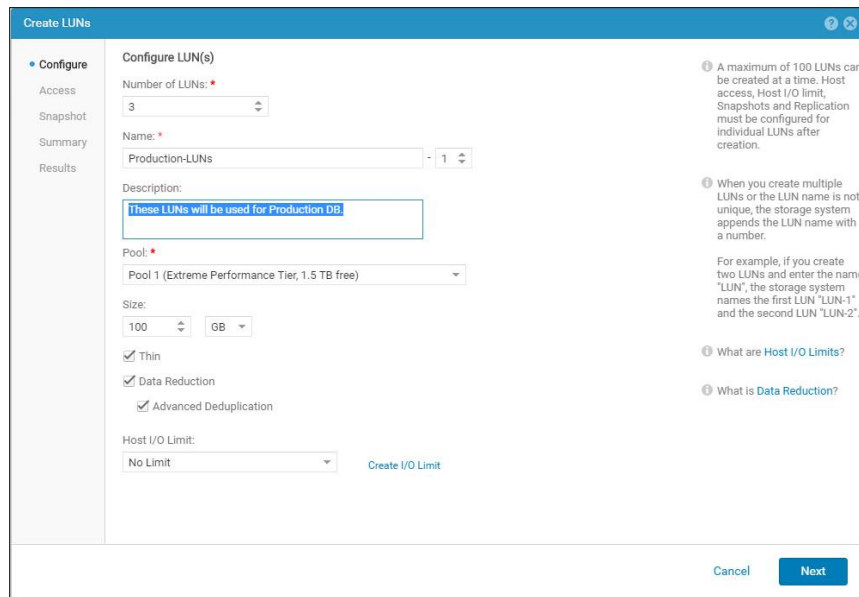 Create LUNs
Configure
Access
Snapshot
Summary
Results
Configure LUN(s)
Number of LUNs: *
3
Name: *
Production-LUNs - 1
Description:
These LUNs will be used for Production DB.
Pool: *
Pool 1 (Extreme Performance Tier, 1.5 TB free)
Size:
100 GB
Thin
Data Reduction
Advanced Deduplication
Host I/O Limit:
No Limit Create I/O Limit
A maximum of 100 LUNs can
be created at a time. Host
access, Host I/O limit,
Snapshots and Replication
must be configured for
individual LUNs after
creation.
When you create multiple
LUNs or the LUN name is not
unique, the storage system
appends the LUN name with
a number.
For example, if you create
two LUNs and enter the name
"LUN", the storage system
names the first LUN "LUN-1"
and the second LUN "LUN-2".
What are Host I/O Limits?
What is Data Reduction?
Cancel Next